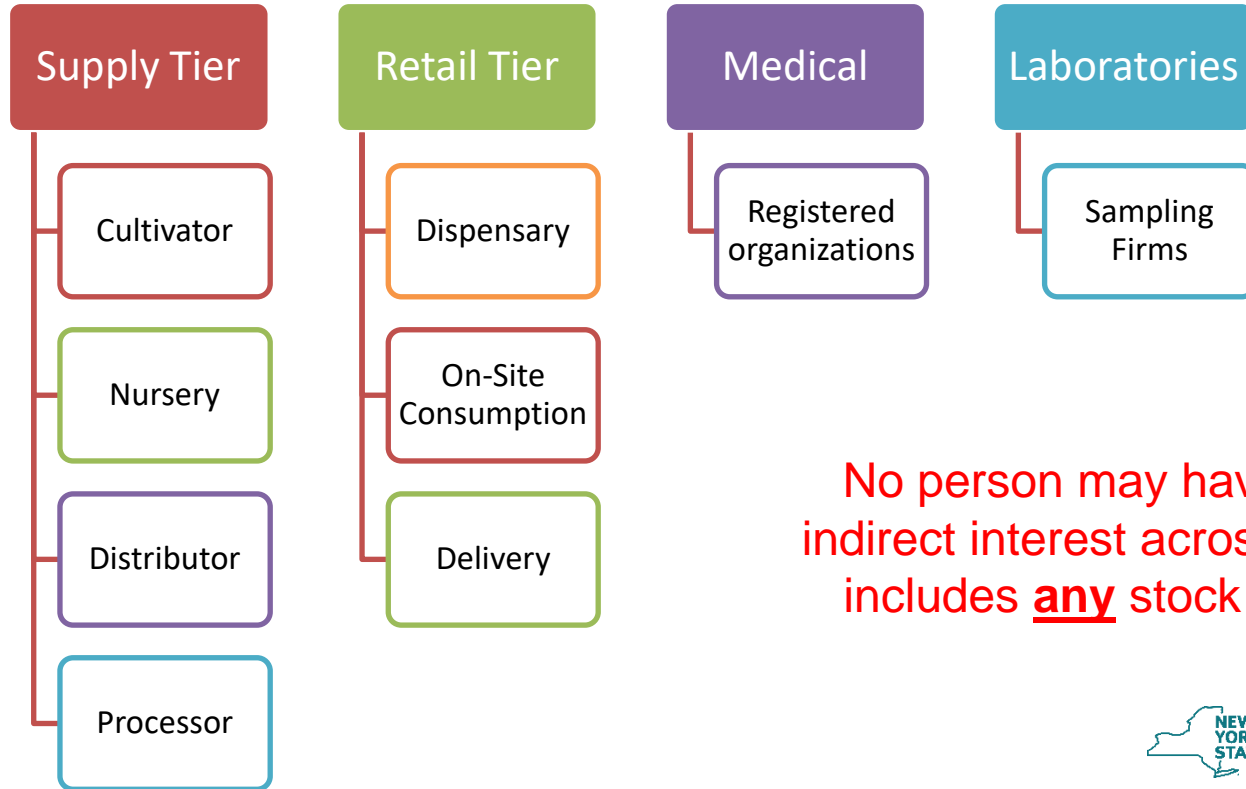 Supply Tier
Cultivator
Nursery
Distributor
Processor
Retail Tier
Dispensary
On-Site
Consumption
Delivery
Medical
Registered
organizations
Laboratories
Sampling
Firms
No person may hav
indirect interest acros
includes any stock
NEW
YOR
STA